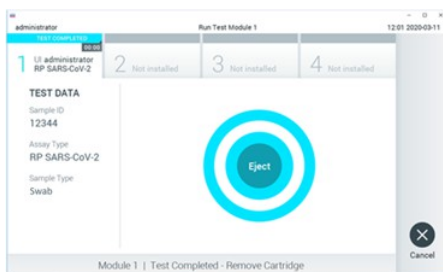 administrator Run Test Module 1 12:01 2020-03-11
TEST COMPLETED
00:00
1 UI administrator
RP SARS-CoV-2
2 Not installed
3 Not installed
4 Not installed
TEST DATA
Sample ID
12344
Assay Type
RP SARS-CoV-2
Sample Type
Swab
Eject
Cancel
Module 1 | Test Completed - Remove Cartridge